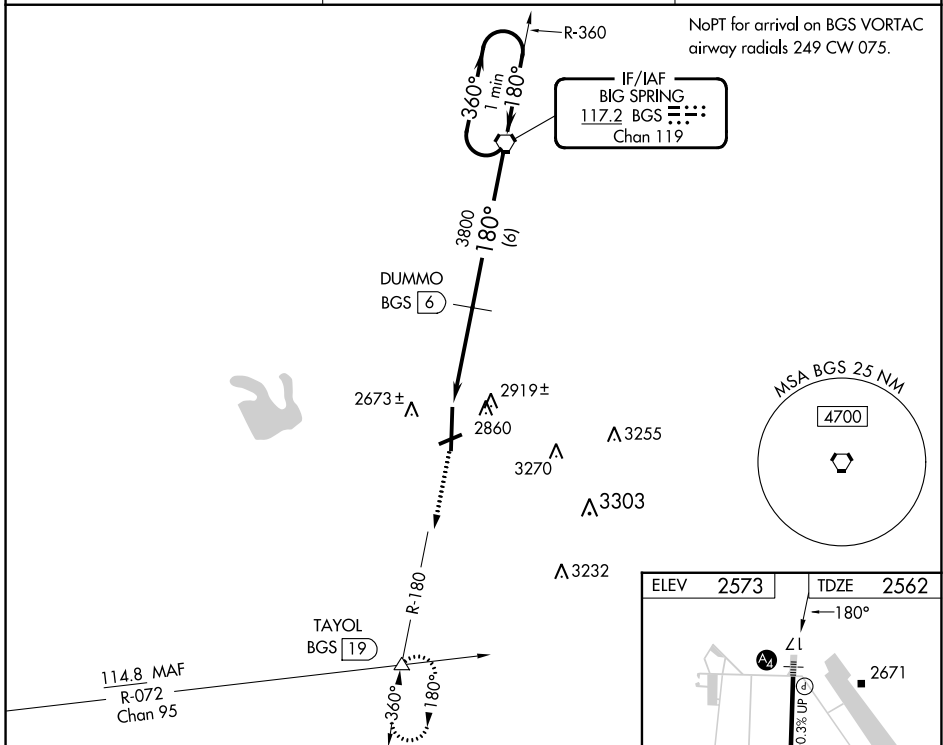 NoPT for arrival on BGS VORTAC
airway radials 249 CW 075.
R-360
360°
1 min
180°
IF/IAF
BIG SPRING
117.2 BGS
Chan 119
3800
180°
(6)
DUMMO
BGS 6
2673±
2919±
2860
3255
3270
3303
3232
MSA BGS 25 NM
4700
R-180
TAYOL
BGS 19
114.8 MAF
R-072
Chan 95
360°
180°
ELEV 2573
TDZE 2562
180°
17
A4
2671
P
0.3% UP